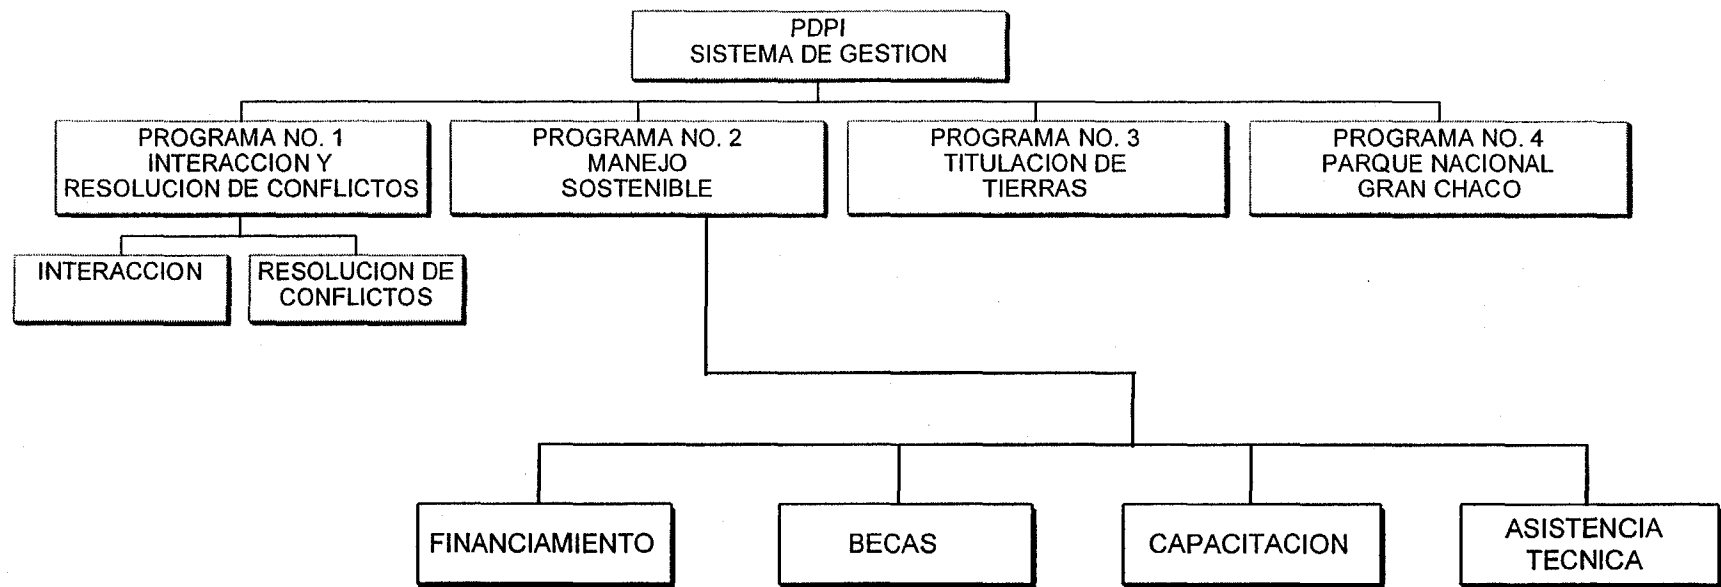 PDPI
SISTEMA DE GESTION
PROGRAMA NO. 1
INTERACCION Y
RESOLUCION DE CONFLICTOS
PROGRAMA NO. 2
MANEJO
SOSTENIBLE
PROGRAMA NO. 3
TITULACION DE
TIERRAS
PROGRAMA NO. 4
PARQUE NACIONAL
GRAN CHACO
INTERACCION
RESOLUCION DE
CONFLICTOS
FINANCIAMIENTO
BECAS
CAPACITACION
ASISTENCIA
TECNICA